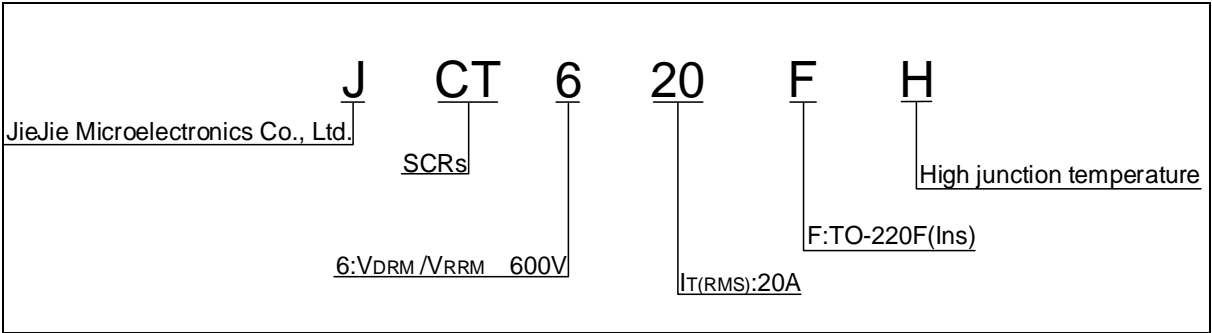 J CT 6 20 F H
JieJie Microelectronics Co., Ltd.
SCRs
High junction temperature
F:TO-220F(Ins)
6:VDRM /VRRM 600V
IT(RMS):20A